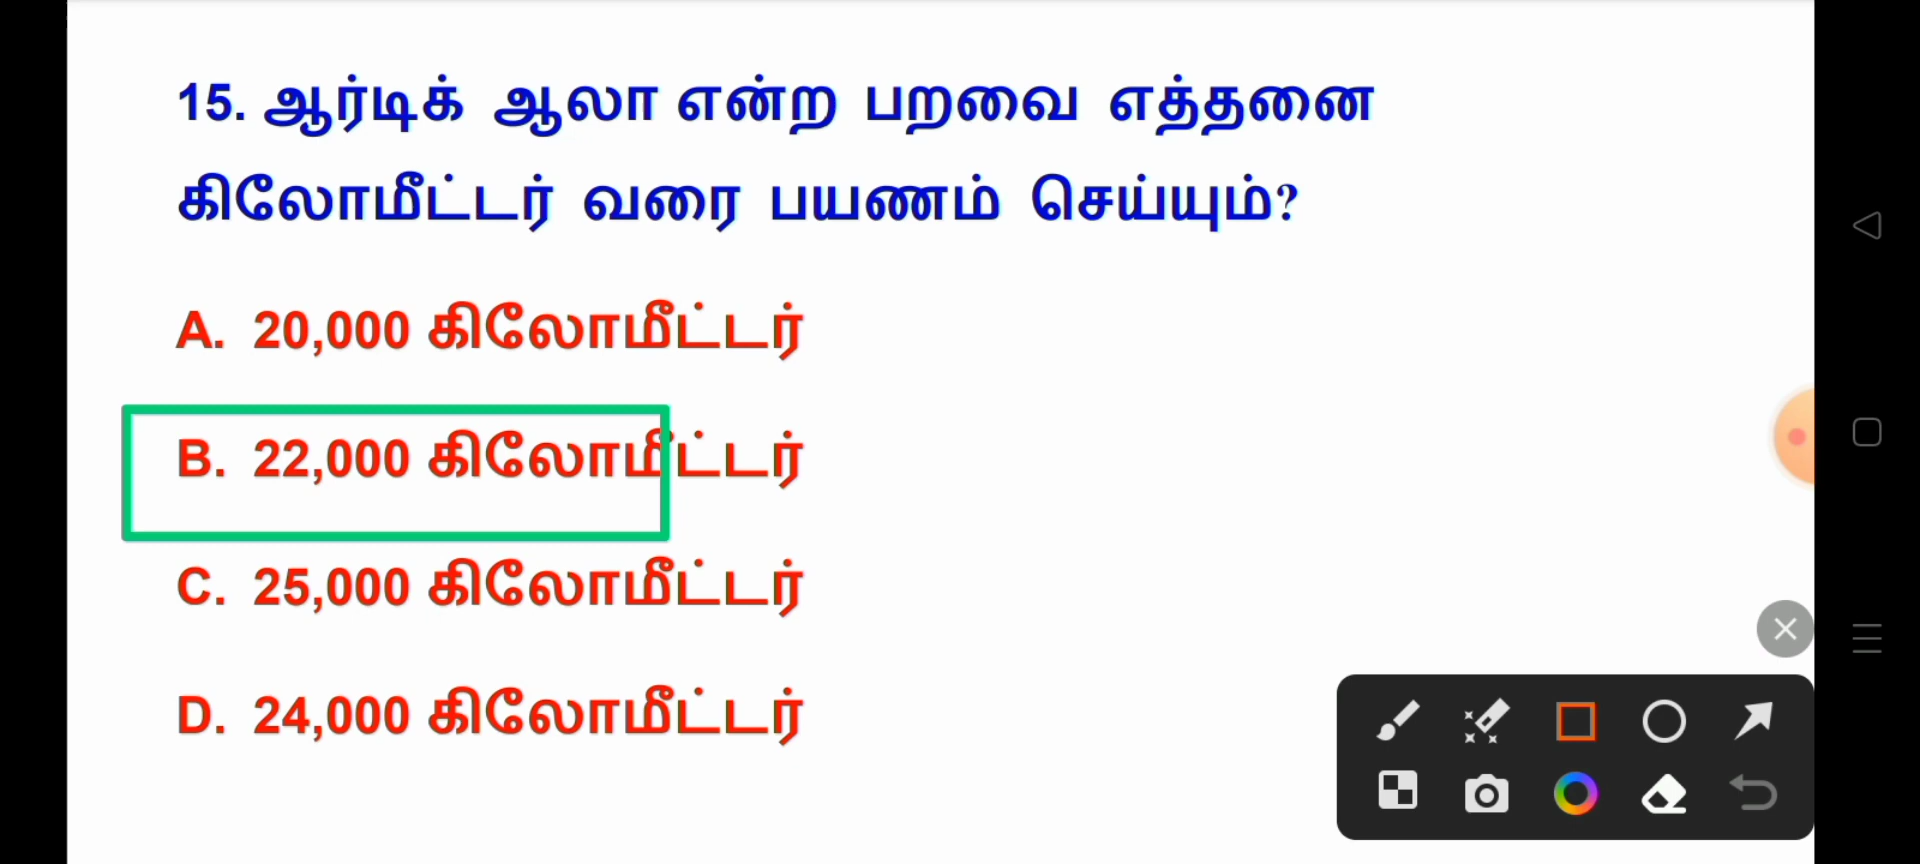 15. ஆர்டிக் ஆலா என்ற பறவை எத்தனை
கிலோமீட்டர் வரை பயணம் செய்யும்?
A. 20,000 கிலோமீட்டர்
B. 22,000 கிலோமீட்டர்
C. 25,000 கிலோமீட்டர்
D. 24,000 கிலோமீட்டர்